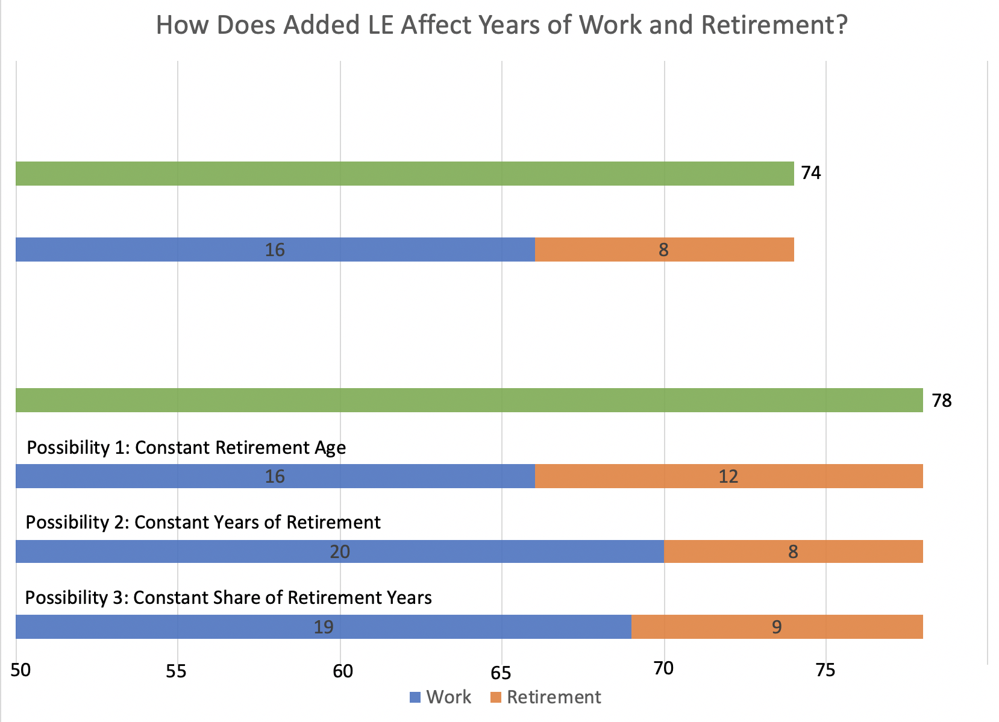 How Does Added LE Affect Years of Work and Retirement?
74
16 8
78
Possibility 1: Constant Retirement Age
16 12
Possibility 2: Constant Years of Retirement
20 8
Possibility 3: Constant Share of Retirement Years
19 9
50 55 60 65 70 75
Work Retirement